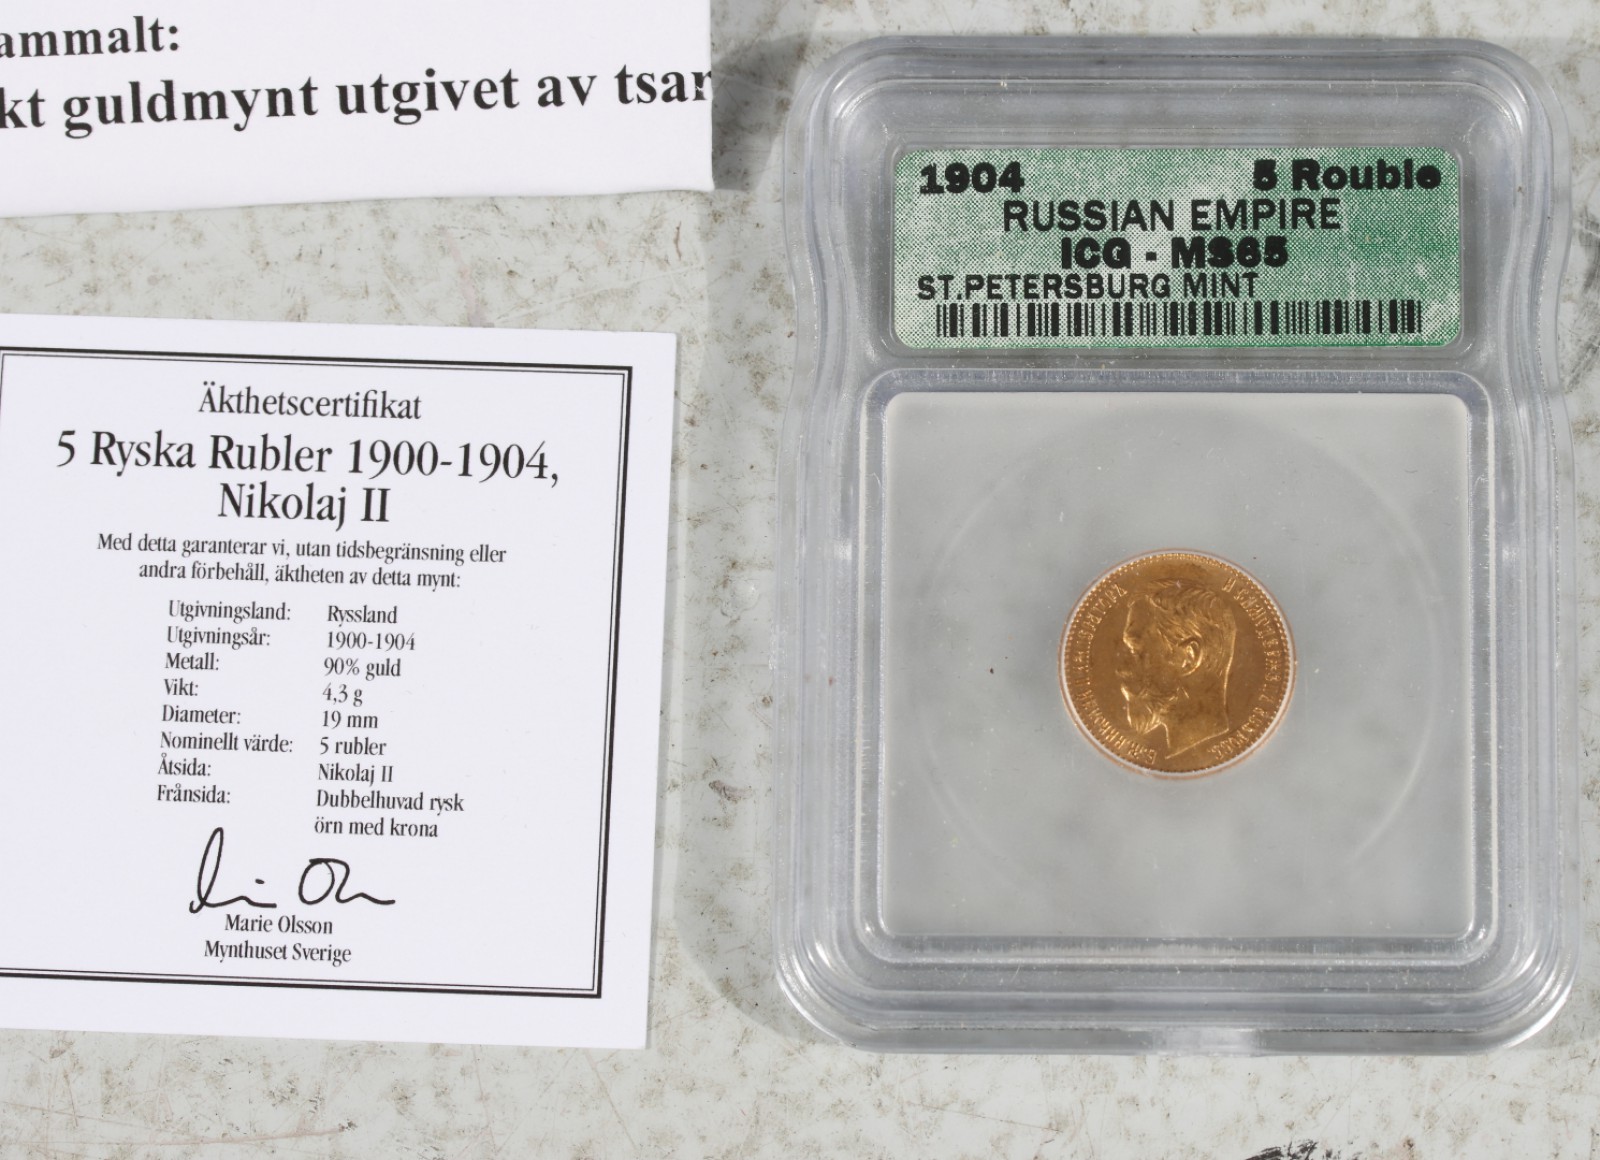 ammalt:
kt guldmynt utgivet av tsar
Äkthetscertifikat
5 Ryska Rubler 1900-1904,
Nikolaj II
Med detta garanterar vi, utan tidsbegränsning eller
andra förbehåll, äktheten av detta mynt:
Utgivningsland: Ryssland
Utgivningsår: 1900-1904
Metall: 90% guld
Vikt: 4,3 g
Diameter: 19 mm
Nominellt värde: 5 rubler
Åtsida: Nikolaj II
Frånsida: Dubbelhuvad rysk
örn med krona
Marie Olsson
Mynthuset Sverige
1904 5 Rouble
RUSSIAN EMPIRE
ICG - MS65
ST.PETERSBURG MINT